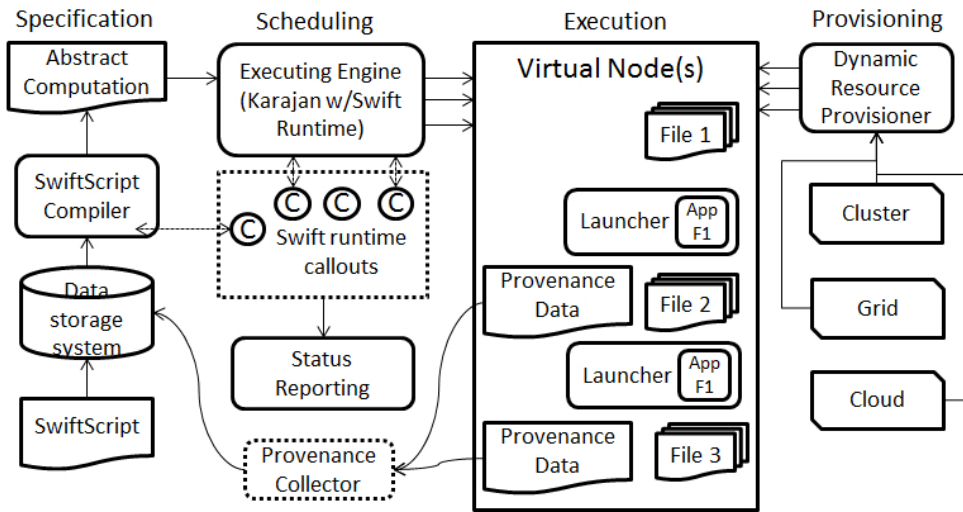 Specification
Scheduling
Execution
Provisioning
Abstract
Computation
Executing Engine
(Karajan w/Swift
Runtime)
Virtual Node(s)
Dynamic
Resource
Provisioner
File 1
SwiftScript
Compiler
C
C
C
C
Swift runtime
callouts
Launcher
App
F1
Cluster
Data
storage
system
Provenance
Data
File 2
Grid
Status
Reporting
Launcher
App
F1
Cloud
SwiftScript
Provenance
Collector
Provenance
Data
File 3